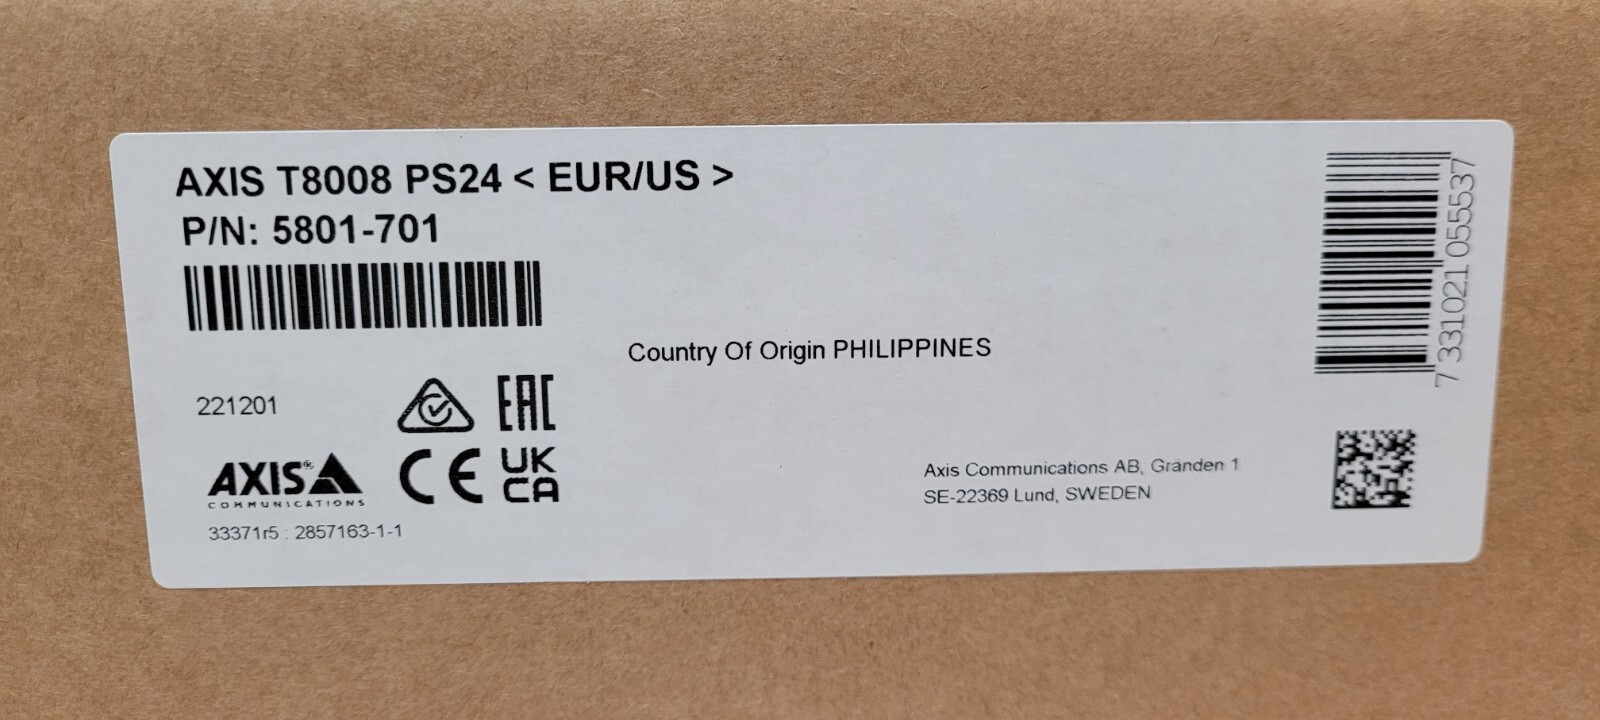 AXIS T8008 PS24 < EUR/US >
P/N: 5801-701
7 331021 055537
Country Of Origin PHILIPPINES
221201
EAC
CE
UK
CA
AXIS®
COMMUNICATIONS
33371r5 : 2857163-1-1
Axis Communications AB, Gränden 1
SE-22369 Lund, SWEDEN